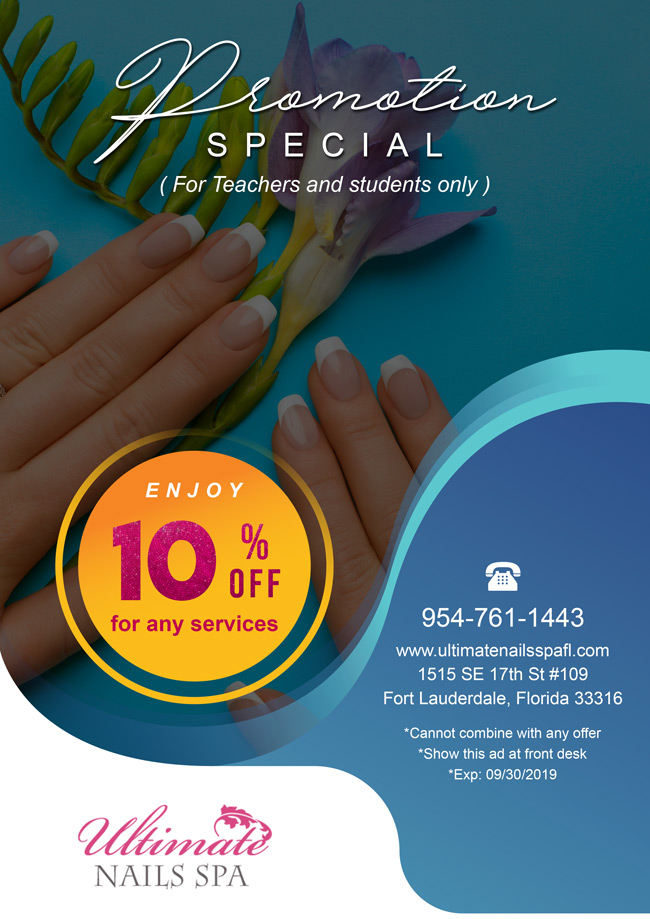 Promotion
SPECIAL
( For Teachers and students only )
ENJOY
10 % OFF
for any services
954-761-1443
www.ultimatenailsspafl.com
1515 SE 17th St #109
Fort Lauderdale, Florida 33316
*Cannot combine with any offer
*Show this ad at front desk
*Exp: 09/30/2019
Ultimate
NAILS SPA